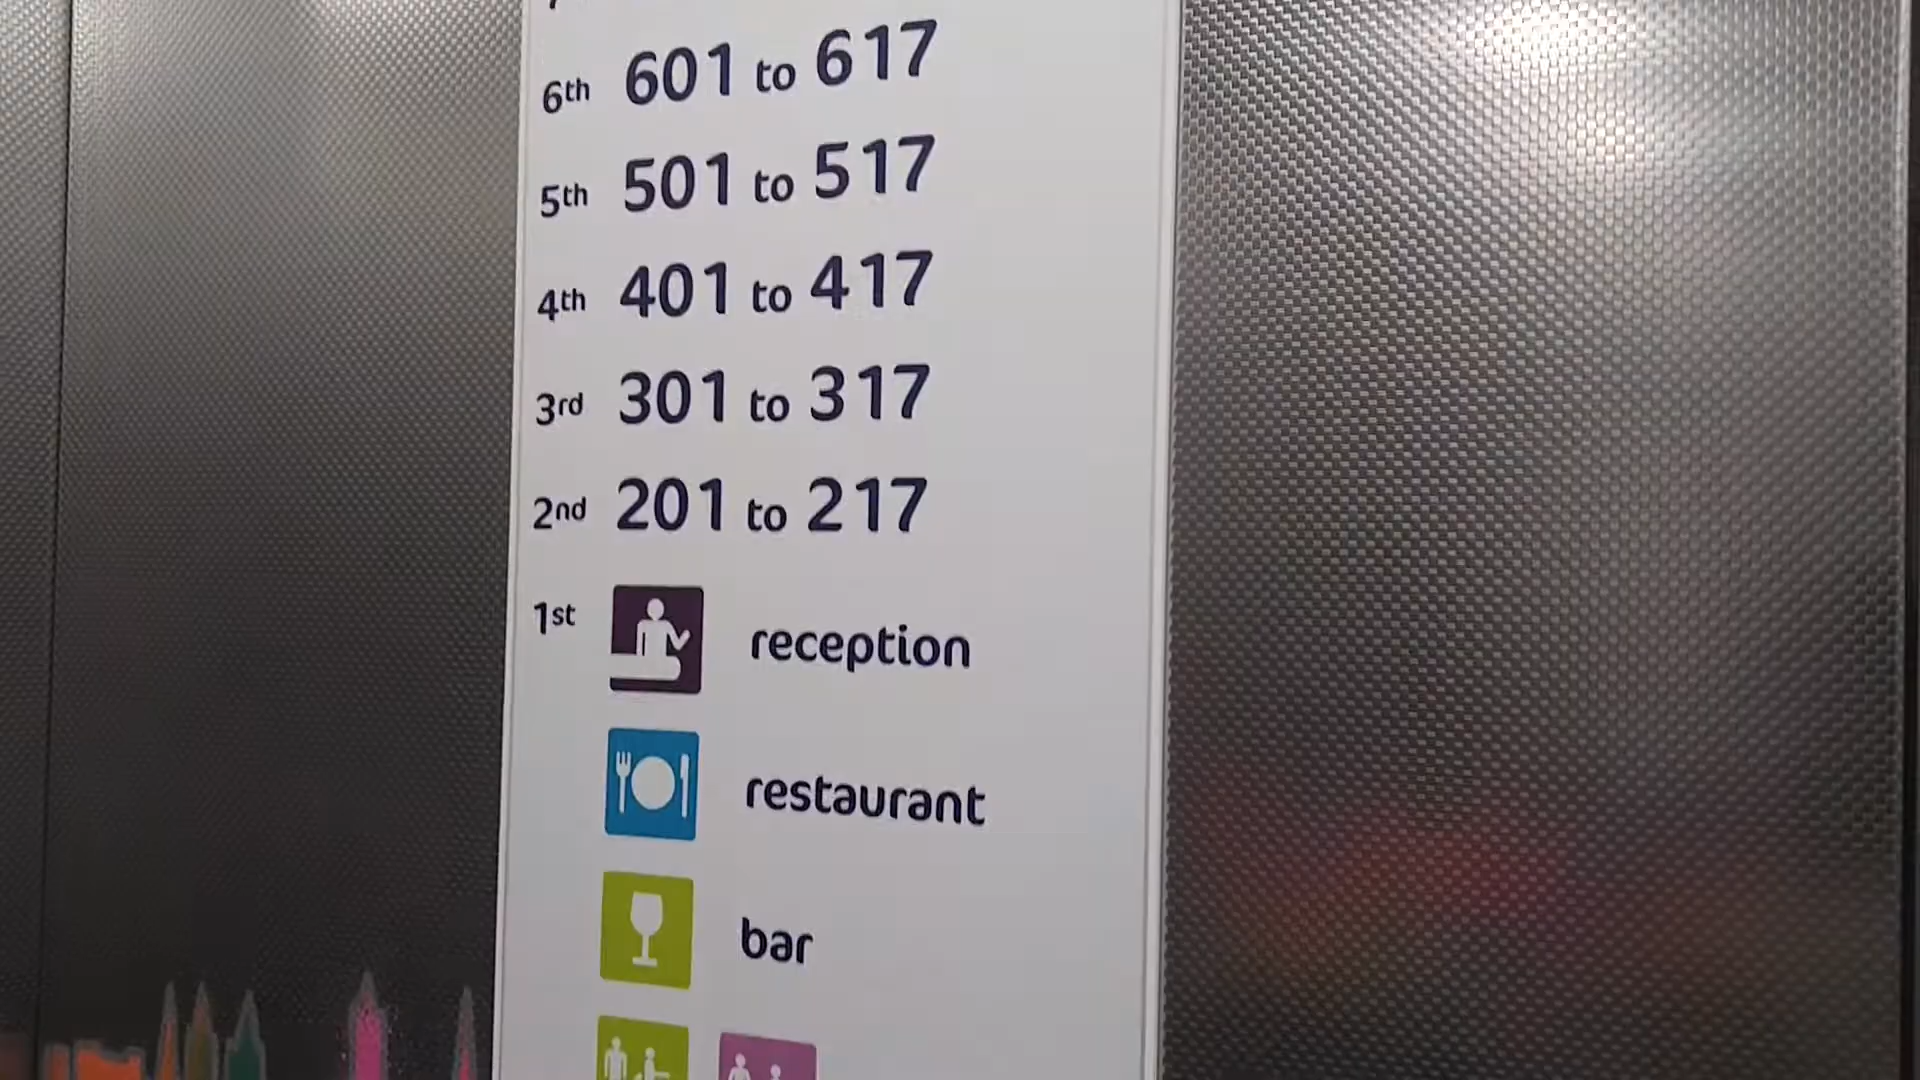 6th 601 to 617
5th 501 to 517
4th 401 to 417
3rd 301 to 317
2nd 201 to 217
1st reception
restaurant
bar